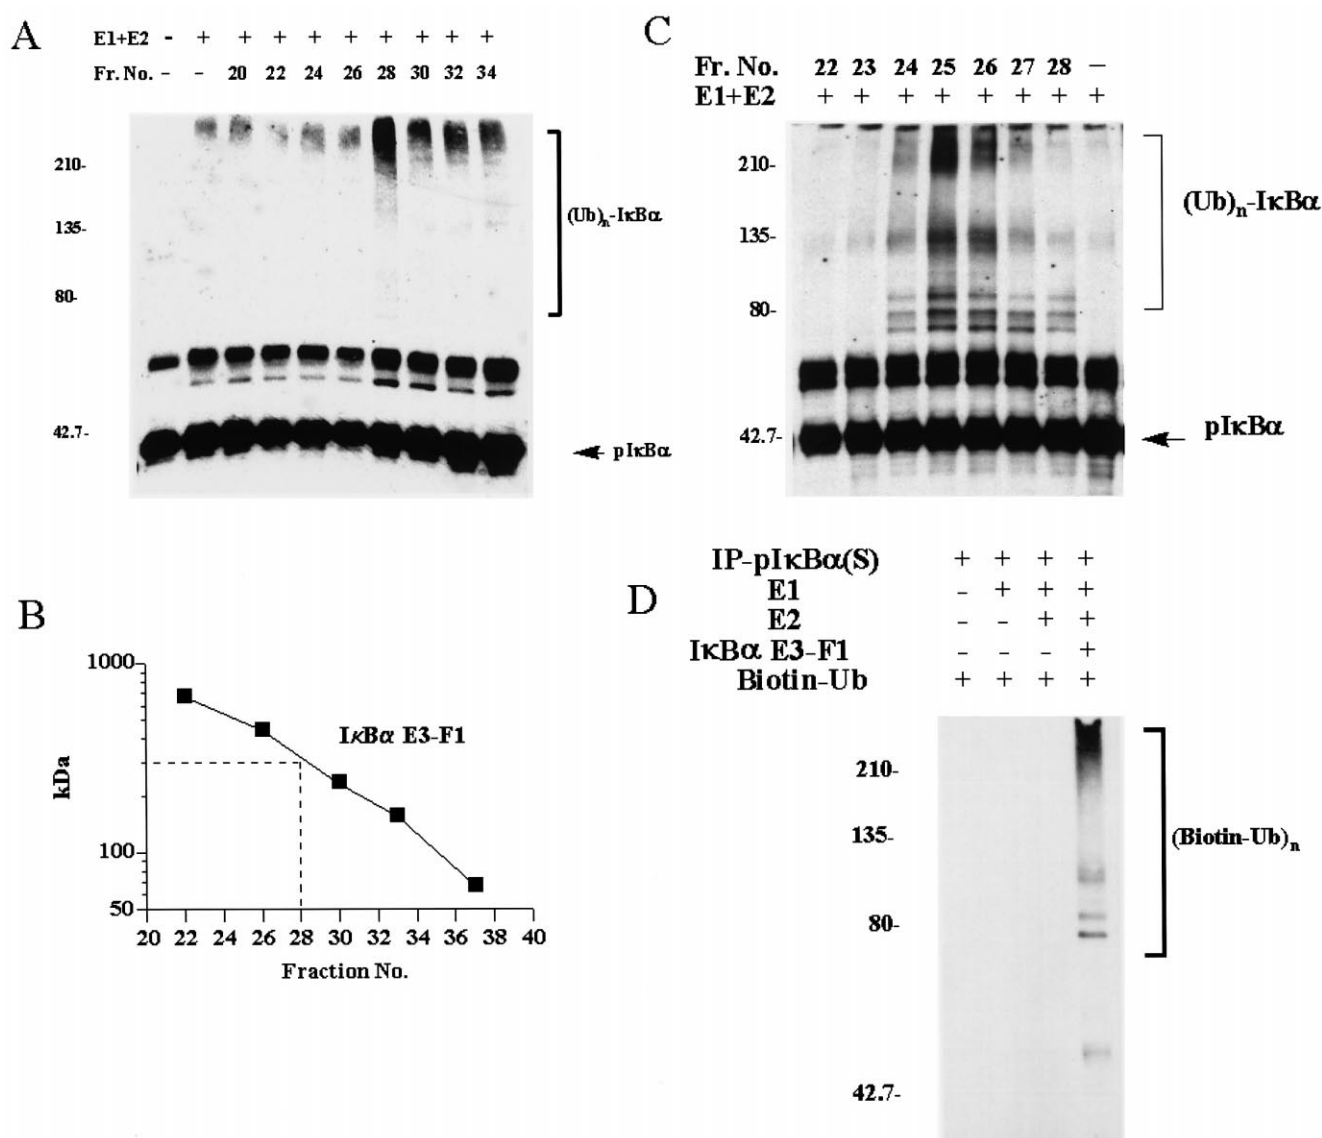 A
E1+E2 - + + + + + + + + +
Fr. No. - - 20 22 24 26 28 30 32 34
210-
135-
80-
42.7-
(Ub)n-IκBα
pIκBα
C
Fr. No. 22 23 24 25 26 27 28 –
E1+E2 + + + + + + + +
210-
135-
80-
42.7-
(Ub)n-IκBα
pIκBα
B
1000
100
50
kDa
IκBα E3-F1
20 22 24 26 28 30 32 34 36 38 40
Fraction No.
D
IP-pIκBα(S) + + + +
E1 - + + +
E2 - - + +
IκBα E3-F1 - - - +
Biotin-Ub + + + +
210-
135-
80-
42.7-
(Biotin-Ub)n